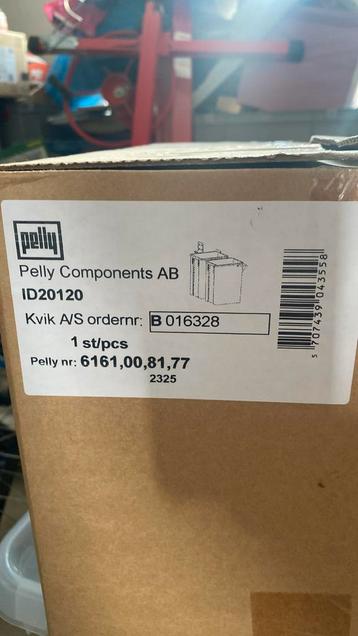 pelly
Pelly Components AB
ID20120
Kvik A/S ordernr: B 016328
1 st/pcs
Pelly nr: 6161,00,81,77
2325
5 707439 043558